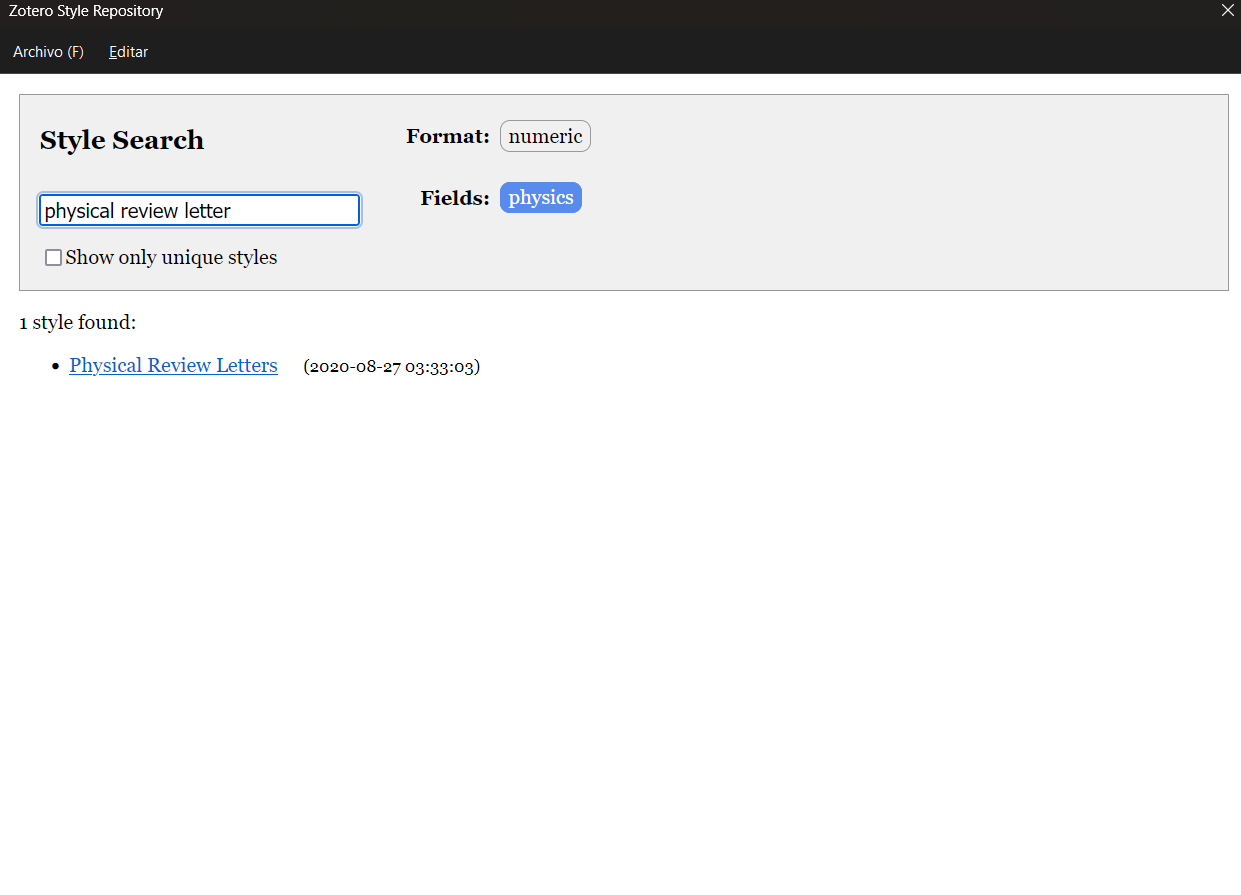 Zotero Style Repository
Archivo (F) Editar
Style Search
Format: numeric
Fields: physics
physical review letter
Show only unique styles
1 style found:
• Physical Review Letters (2020-08-27 03:33:03)